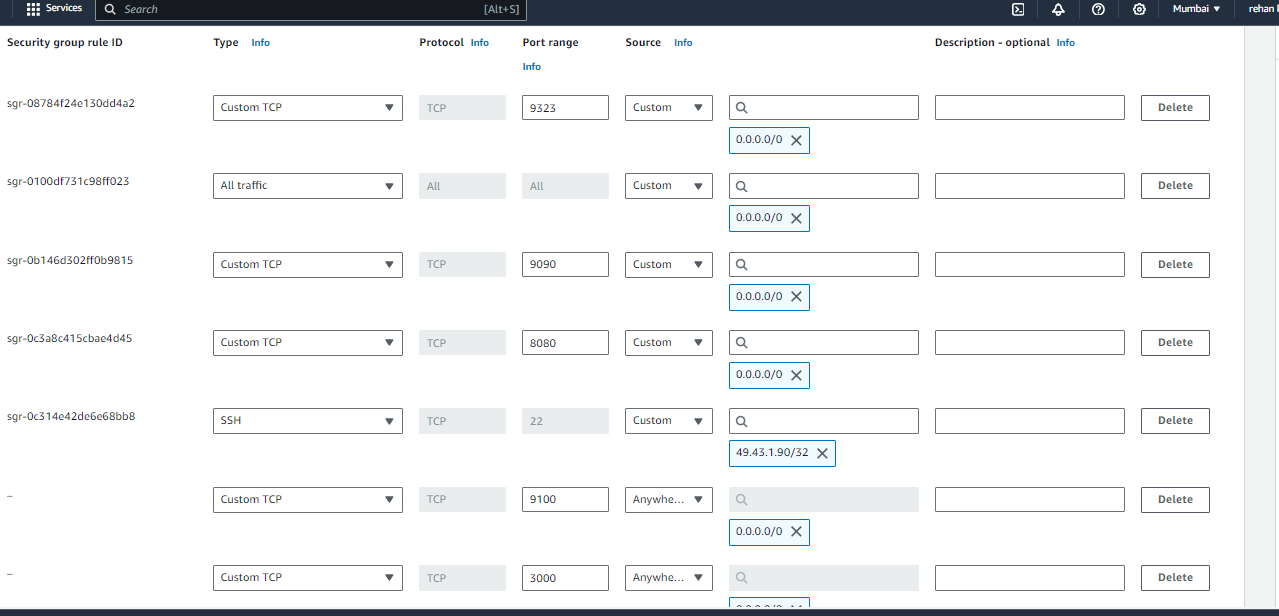 Services Search [Alt+S] Mumbai rehan
Security group rule ID Type Info Protocol Info Port range Source Info Description - optional Info
Info
sgr-08784f24e130dd4a2 Custom TCP TCP 9323 Custom Delete
0.0.0.0/0
sgr-0100df731c98ff023 All traffic All All Custom Delete
0.0.0.0/0
sgr-0b146d302ff0b9815 Custom TCP TCP 9090 Custom Delete
0.0.0.0/0
sgr-0c3a8c415cbae4d45 Custom TCP TCP 8080 Custom Delete
0.0.0.0/0
sgr-0c314e42de6e68bb8 SSH TCP 22 Custom Delete
49.43.1.90/32
– Custom TCP TCP 9100 Anywhe... Delete
0.0.0.0/0
– Custom TCP TCP 3000 Anywhe... Delete